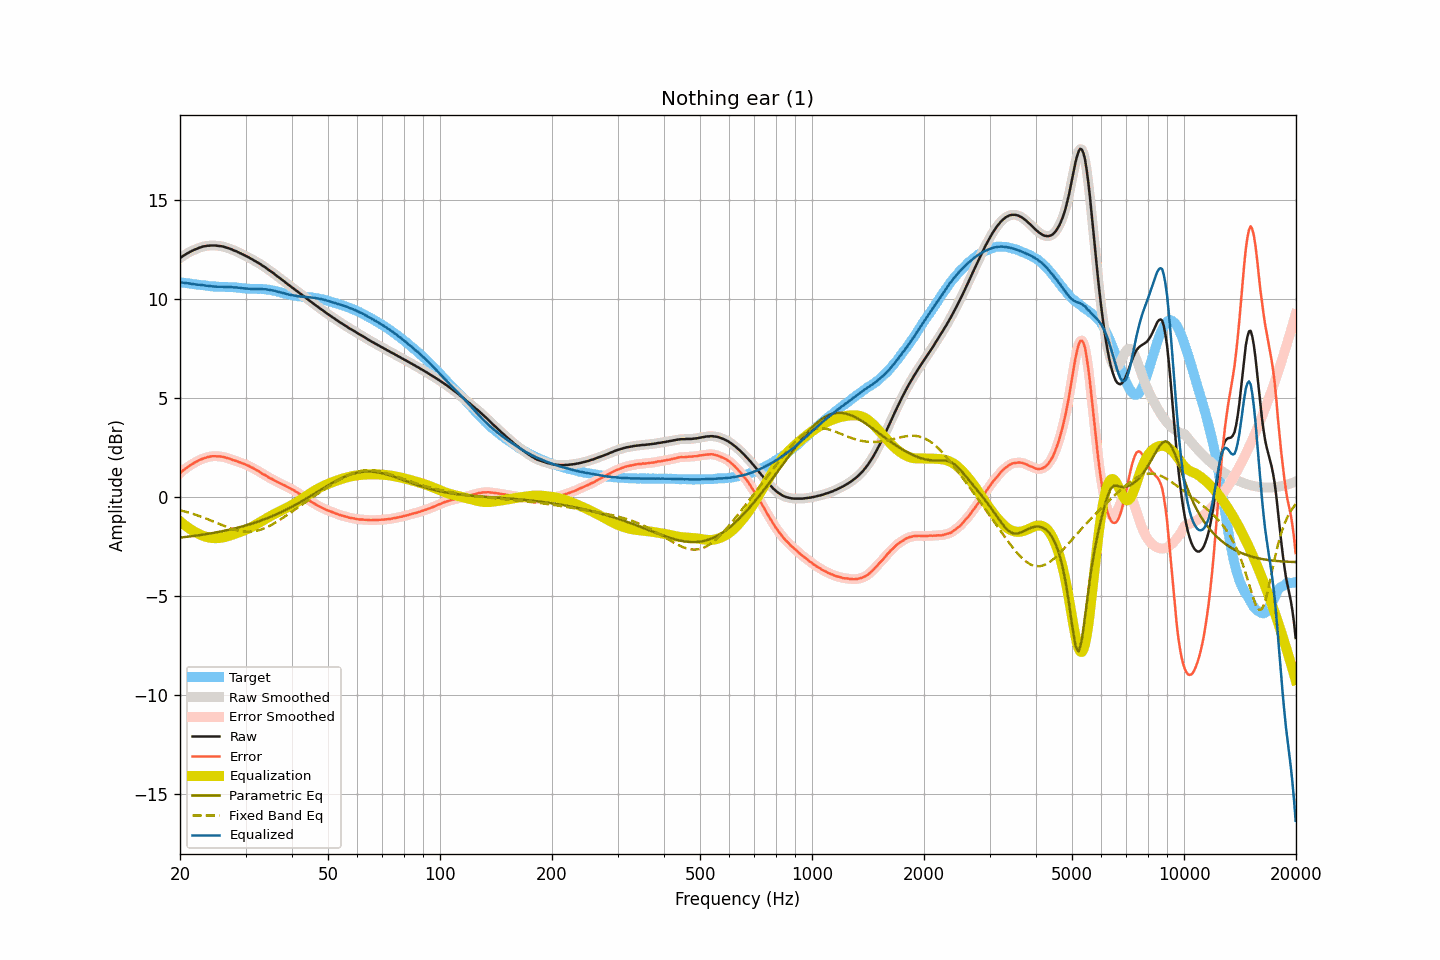 Nothing ear (1)
15
10
5
0
−5
−10
−15
Amplitude (dBr)
Target
Raw Smoothed
Error Smoothed
Raw
Error
Equalization
Parametric Eq
Fixed Band Eq
Equalized
20 50 100 200 500 1000 2000 5000 10000 20000
Frequency (Hz)